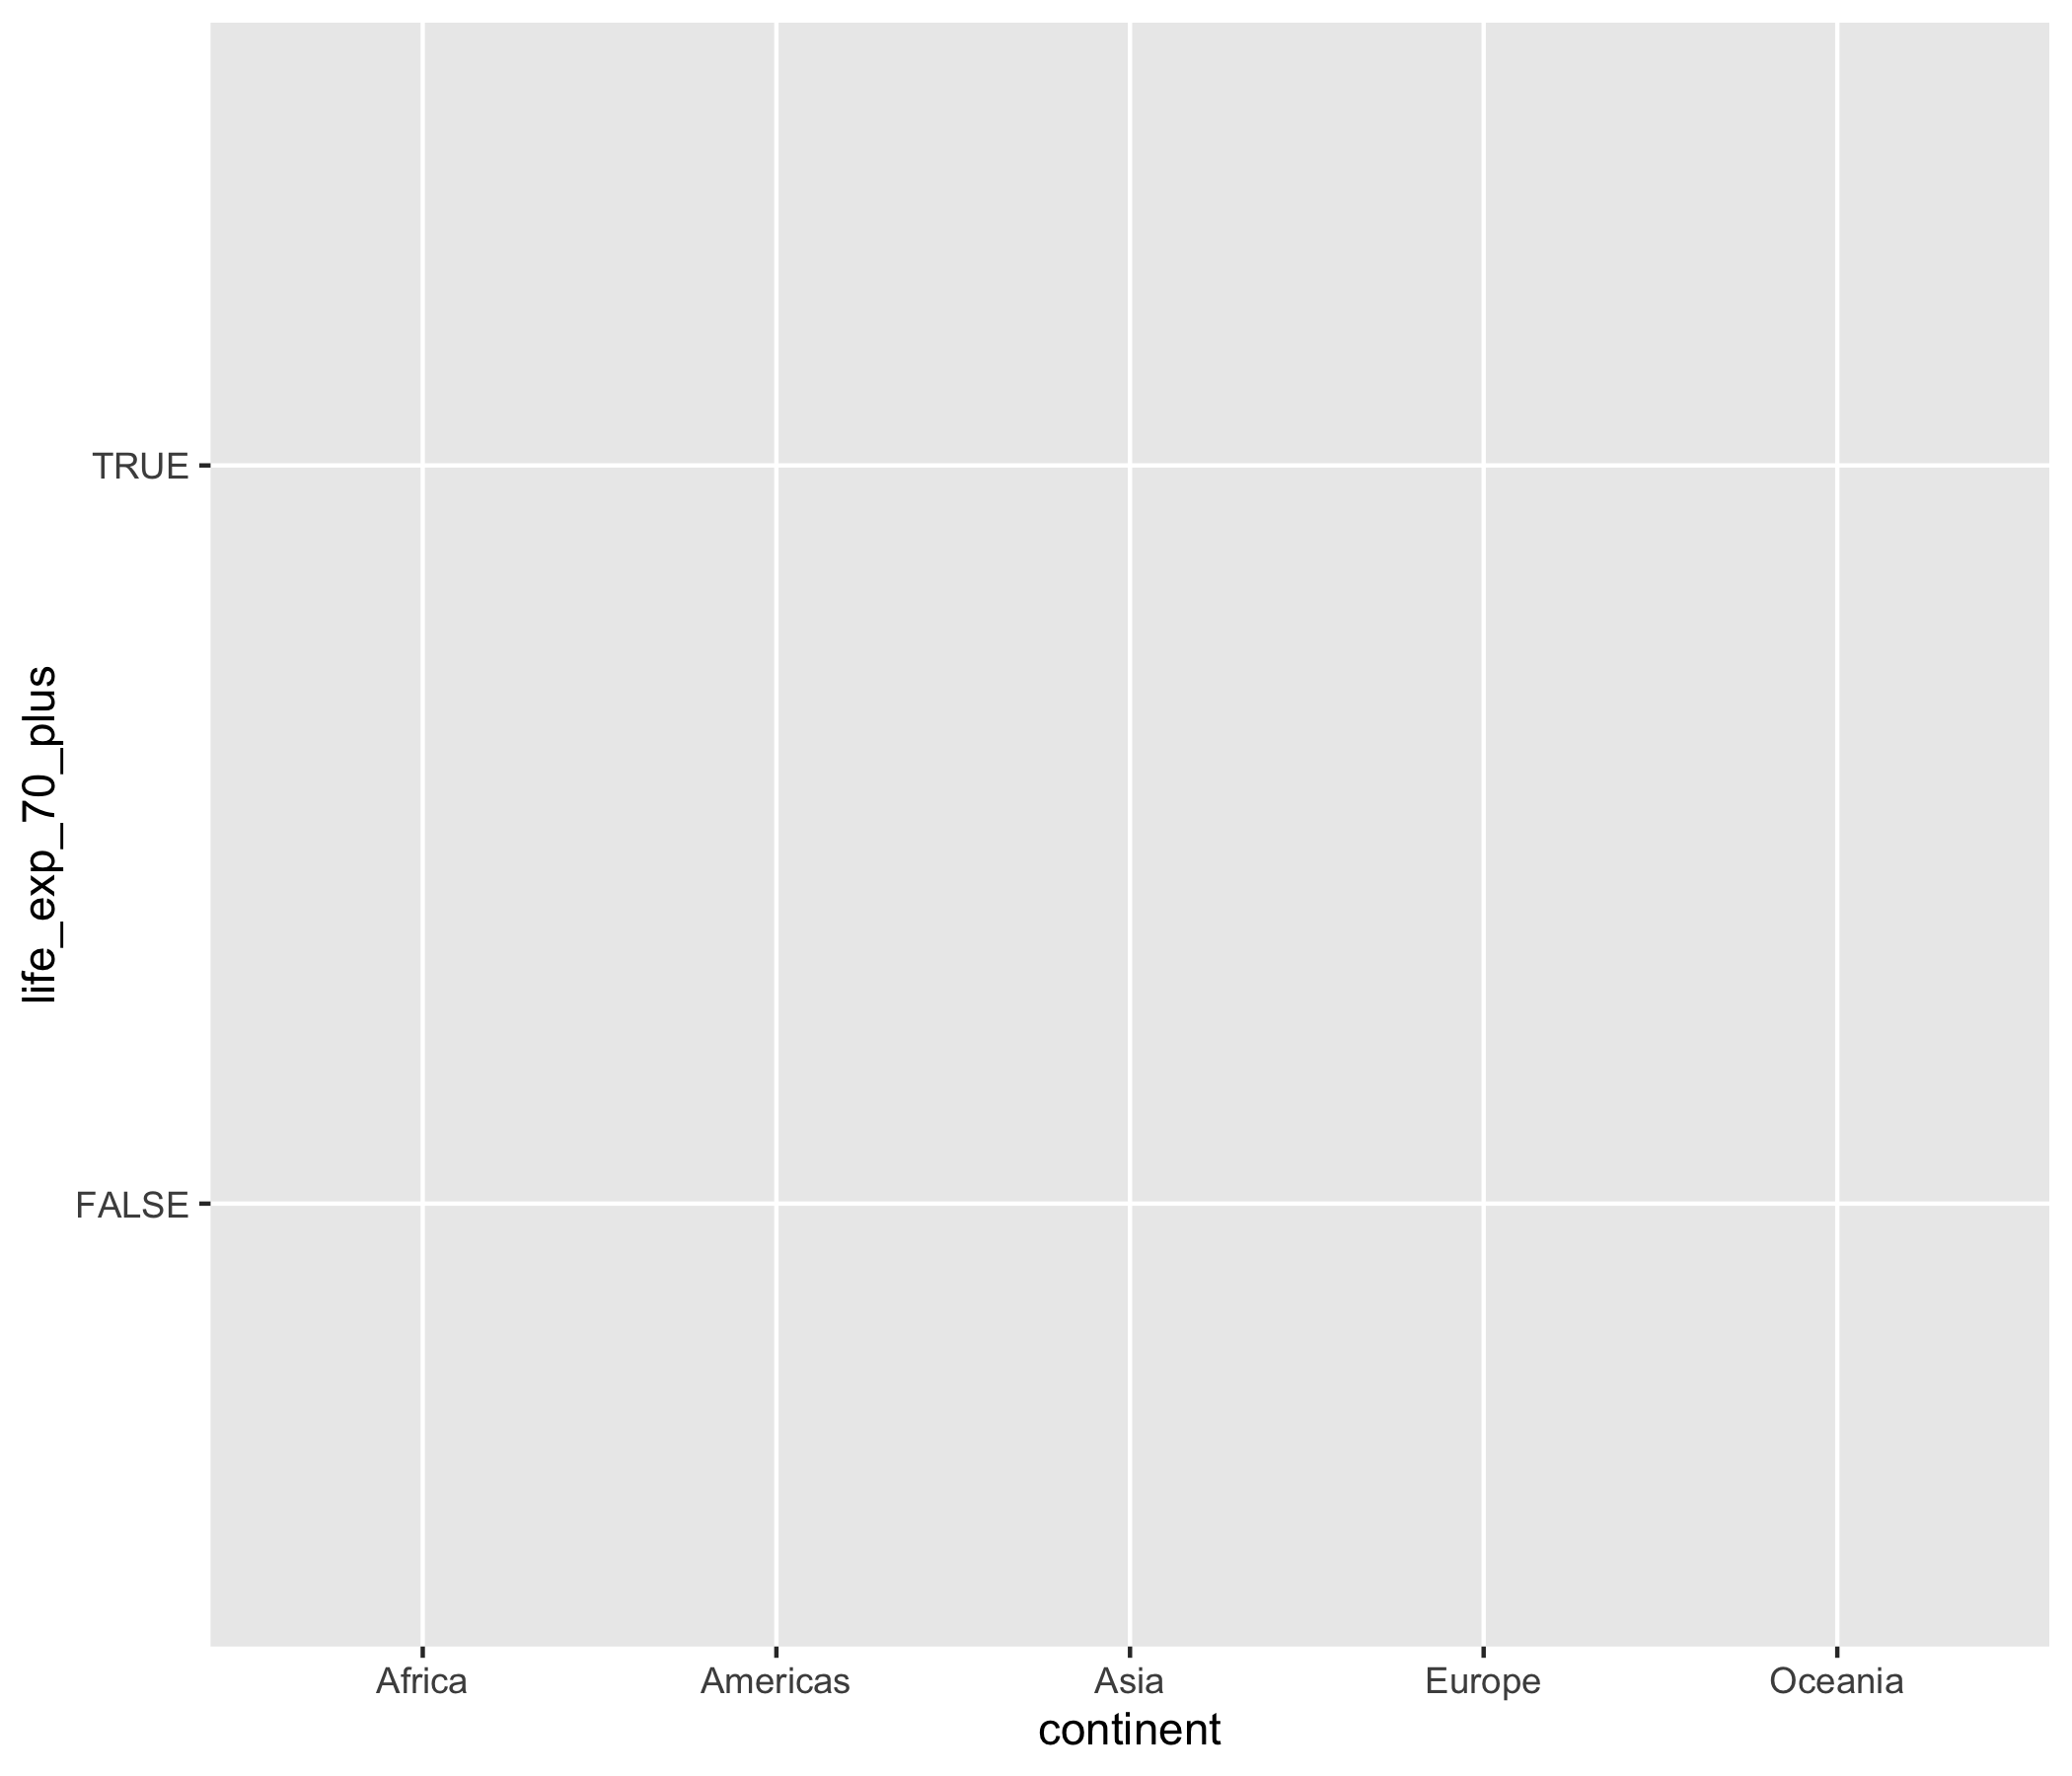 TRUE
FALSE
life_exp_70_plus
Africa Americas Asia Europe Oceania
continent